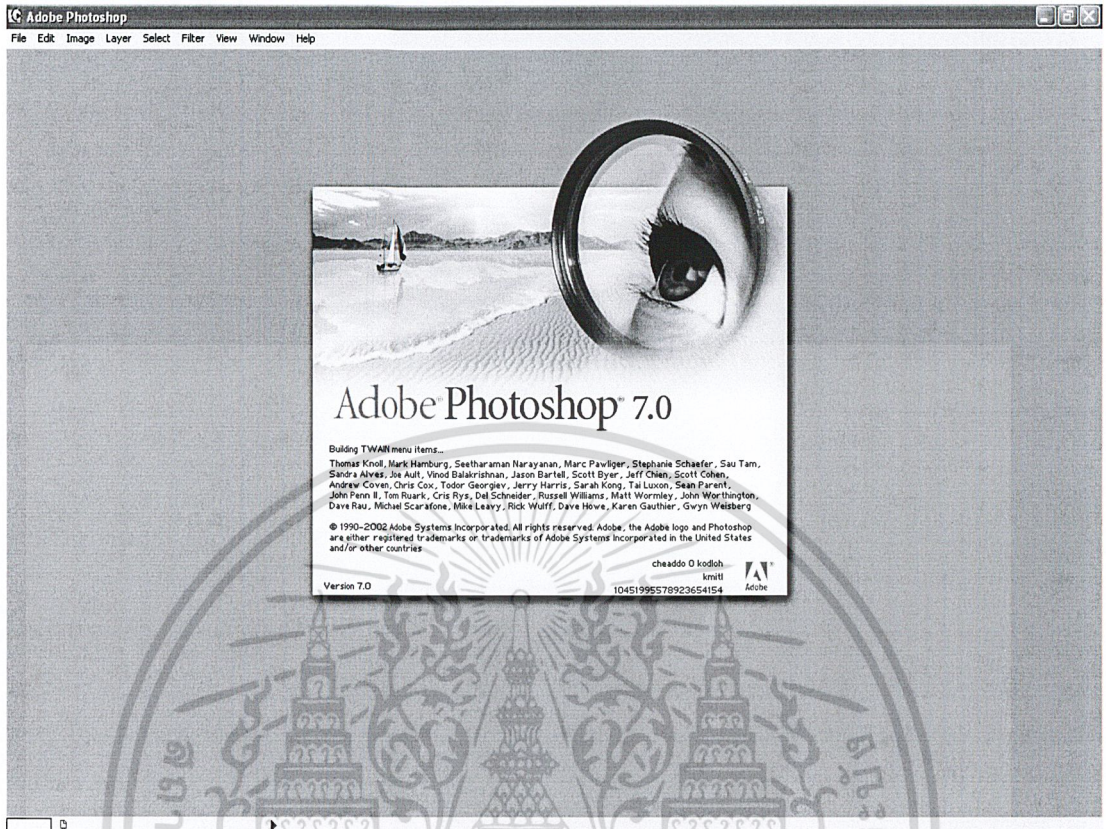 Adobe Photoshop
File Edit Image Layer Select Filter View Window Help
Adobe® Photoshop® 7.0
Building TWAIN menu items...
Thomas Knoll, Mark Hamburg, Seetharaman Narayanan, Marc Pawliger, Stephanie Schaefer, Sau Tam,
Sandra Alves, Joe Ault, Vinod Balakrishnan, Jason Bartell, Scott Byer, Jeff Chien, Scott Cohen,
Andrew Coven, Chris Cox, Todor Georgiev, Jerry Harris, Sarah Kong, Tai Luxon, Sean Parent,
John Penn II, Tom Ruark, Cris Rys, Del Schneider, Russell Williams, Matt Wormley, John Worthington,
Dave Rau, Michael Scarafone, Mike Leavy, Rick Wulff, Dave Howe, Karen Gauthier, Gwyn Weisberg
© 1990-2002 Adobe Systems Incorporated. All rights reserved. Adobe, the Adobe logo and Photoshop
are either registered trademarks or trademarks of Adobe Systems Incorporated in the United States
and/or other countries
cheaddo 0 kodloh
kmitl
10451995578923654154
Version 7.0
Adobe